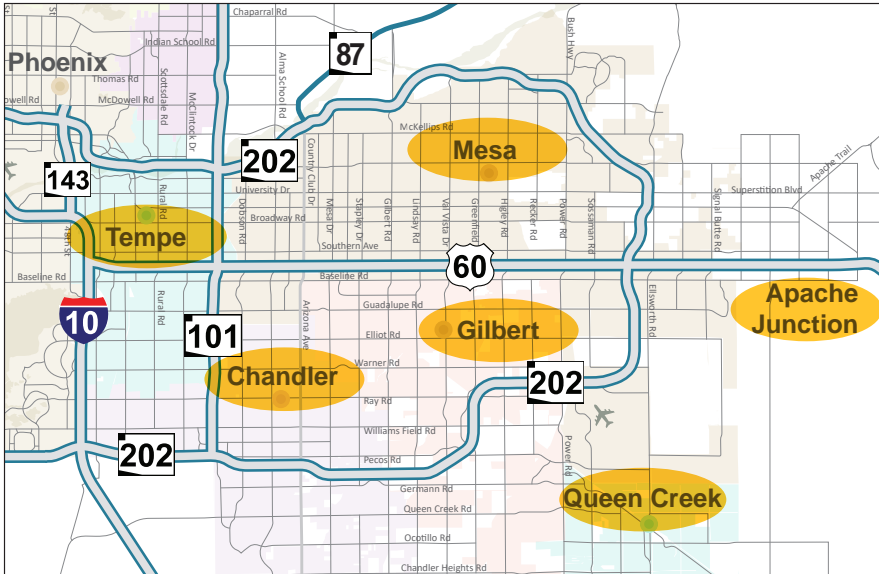 St
St
Chaparral Rd
Bush Hwy
Indian School Rd
87
Phoenix
Alma School Rd
Thomas Rd
Scottsdale Rd
McDowell Rd
McClintock Dr
McKellips Rd
Mesa
202
143
Country Club Dr
Apache Trail
University Dr
Superstition Blvd
Rural Rd
Dobson Rd
Broadway Rd
Mesa Dr
Stapley Dr
Gilbert Rd
Lindsay Rd
Val Vista Dr
Greenfield
Higley Rd
Recker Rd
Power Rd
Sossaman Rd
Signal Butte Rd
Tempe
48th St
Southern Ave
60
Baseline Rd
Baseline Rd
Rural Rd
Arizona Ave
Guadalupe Rd
Ellsworth Rd
Apache
Junction
10
101
Elliot Rd
Gilbert
Warner Rd
Chandler
202
Ray Rd
Williams Field Rd
202
Pecos Rd
Power Rd
Germann Rd
Queen Creek
Queen Creek Rd
Ocotillo Rd
Chandler Heights Rd